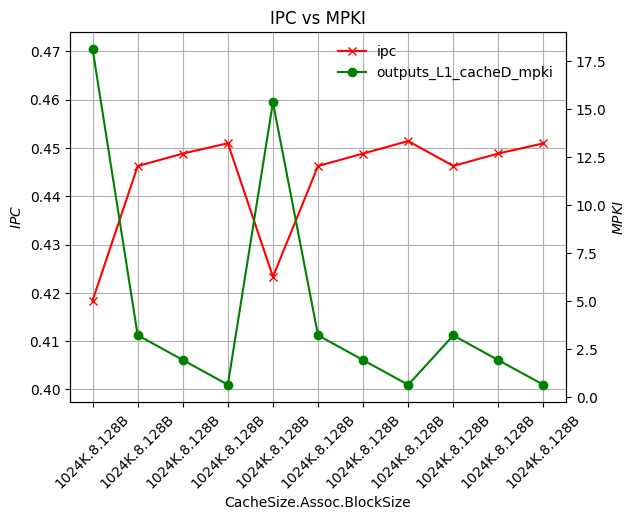 IPC vs MPKI
ipc
outputs_L1_cacheD_mpki
0.47
0.46
0.45
0.44
0.43
0.42
0.41
0.40
IPC
17.5
15.0
12.5
10.0
7.5
5.0
2.5
0.0
MPKI
1024K.8.128B
1024K.8.128B
1024K.8.128B
1024K.8.128B
1024K.8.128B
1024K.8.128B
1024K.8.128B
1024K.8.128B
1024K.8.128B
1024K.8.128B
1024K.8.128B
CacheSize.Assoc.BlockSize